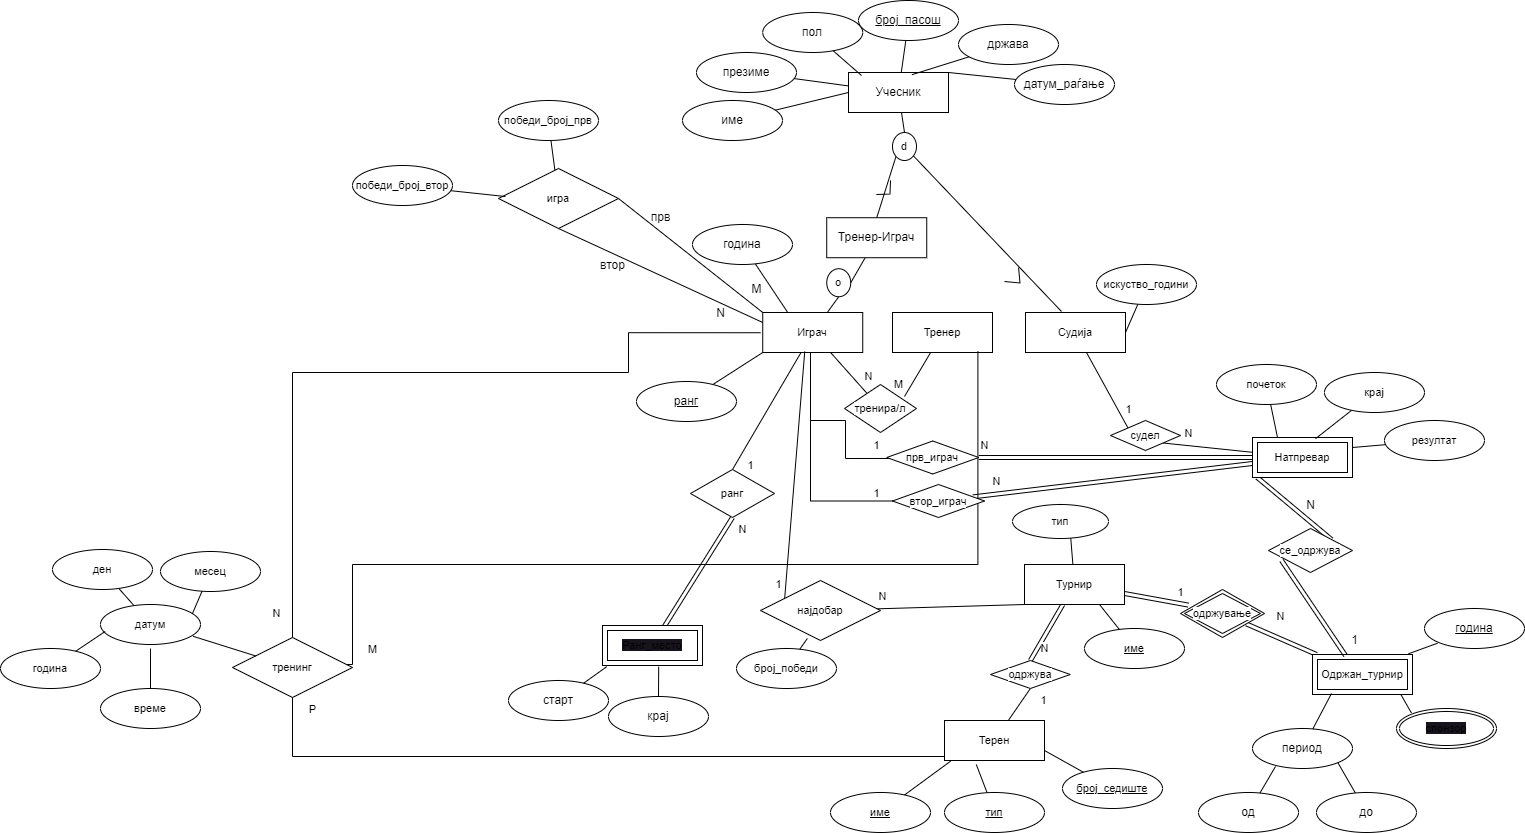 број_пасош
пол
држава
презиме
датум_раѓање
Учесник
име
победи_број_прв
d
победи_број_втор
игра
прв
Тренер-Играч
година
втор
о
искуство_години
M
N
Играч
Тренер
Судија
N
M
почеток
крај
ранг
тренира/л
1
судел
N
резултат
1
прв_играч
N
Натпревар
1
ранг
1
втор_играч
N
N
тип
N
се_одржува
ден
месец
1
најдобар
N
Турнир
1
одржување
N
датум
N
година
1
име
N
M
година
тренинг
број_победи
одржува
Одржан_турнир
време
P
старт
крај
1
Терен
период
број_седиште
име
тип
од
до